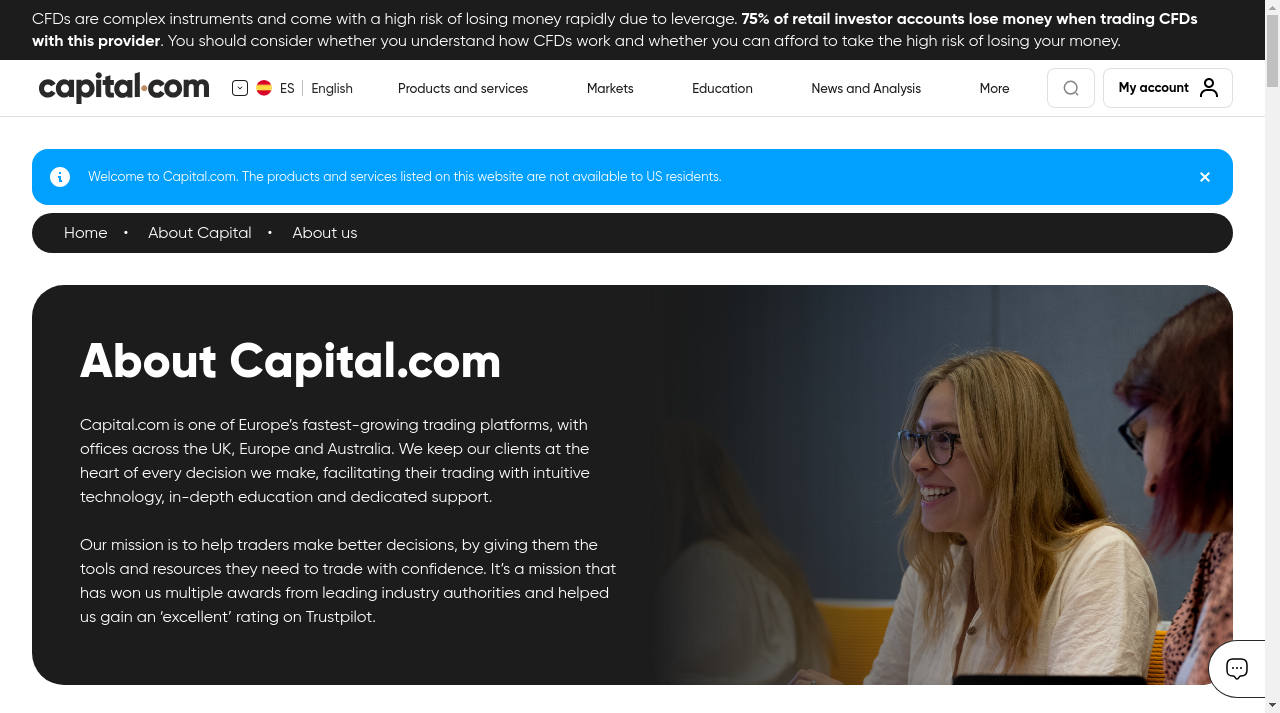 CFDs are complex instruments and come with a high risk of losing money rapidly due to leverage. 75% of retail investor accounts lose money when trading CFDs
with this provider. You should consider whether you understand how CFDs work and whether you can afford to take the high risk of losing your money.
capital.com ES English Products and services Markets Education News and Analysis More My account
Welcome to Capital.com. The products and services listed on this website are not available to US residents.
Home • About Capital • About us
About Capital.com
Capital.com is one of Europe’s fastest-growing trading platforms, with
offices across the UK, Europe and Australia. We keep our clients at the
heart of every decision we make, facilitating their trading with intuitive
technology, in-depth education and dedicated support.
Our mission is to help traders make better decisions, by giving them the
tools and resources they need to trade with confidence. It’s a mission that
has won us multiple awards from leading industry authorities and helped
us gain an ‘excellent’ rating on Trustpilot.